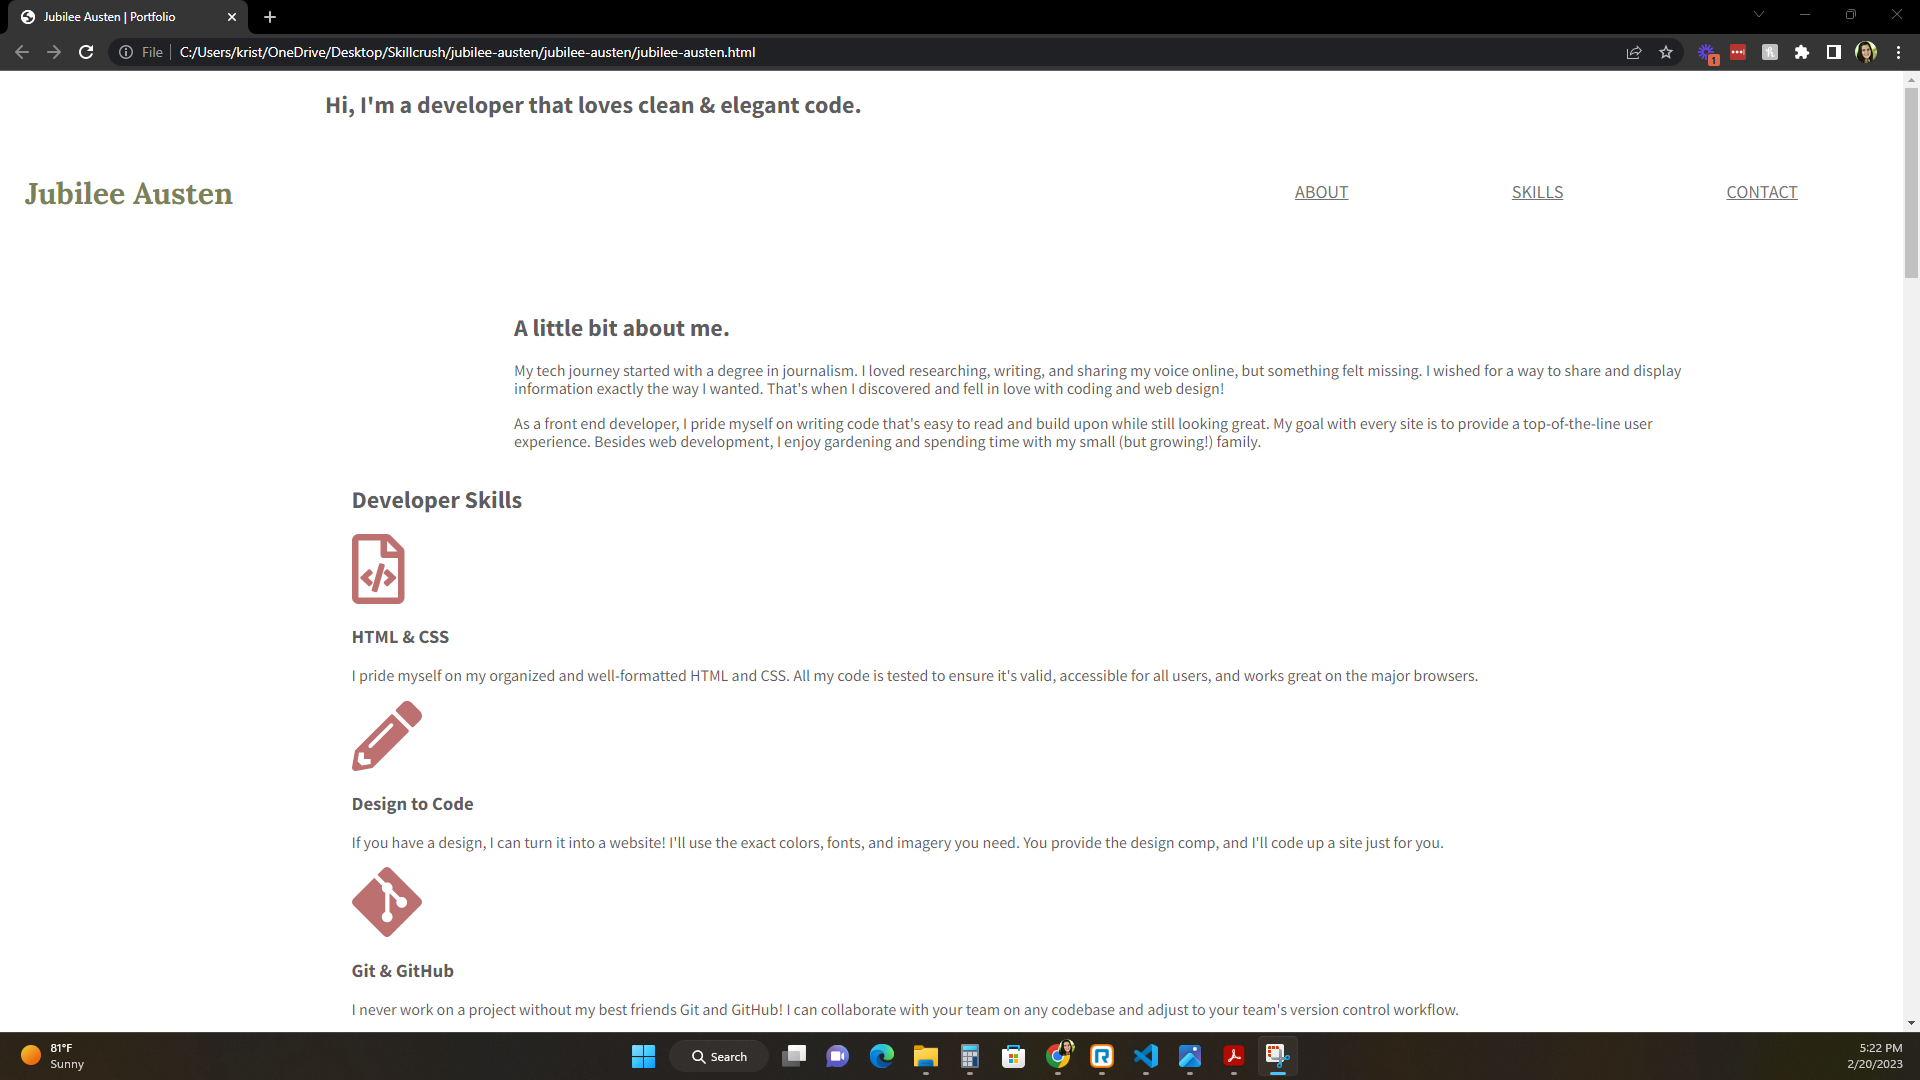 Jubilee Austen | Portfolio
File
C:/Users/krist/OneDrive/Desktop/Skillcrush/jubilee-austen/jubilee-austen/jubilee-austen.html
1
Hi, I'm a developer that loves clean & elegant code.
Jubilee Austen
ABOUT
SKILLS
CONTACT
A little bit about me.
My tech journey started with a degree in journalism. I loved researching, writing, and sharing my voice online, but something felt missing. I wished for a way to share and display
information exactly the way I wanted. That's when I discovered and fell in love with coding and web design!
As a front end developer, I pride myself on writing code that's easy to read and build upon while still looking great. My goal with every site is to provide a top-of-the-line user
experience. Besides web development, I enjoy gardening and spending time with my small (but growing!) family.
Developer Skills
HTML & CSS
I pride myself on my organized and well-formatted HTML and CSS. All my code is tested to ensure it's valid, accessible for all users, and works great on the major browsers.
Design to Code
If you have a design, I can turn it into a website! I'll use the exact colors, fonts, and imagery you need. You provide the design comp, and I'll code up a site just for you.
Git & GitHub
I never work on a project without my best friends Git and GitHub! I can collaborate with your team on any codebase and adjust to your team's version control workflow.
81°F
Sunny
Search
5:22 PM
2/20/2023